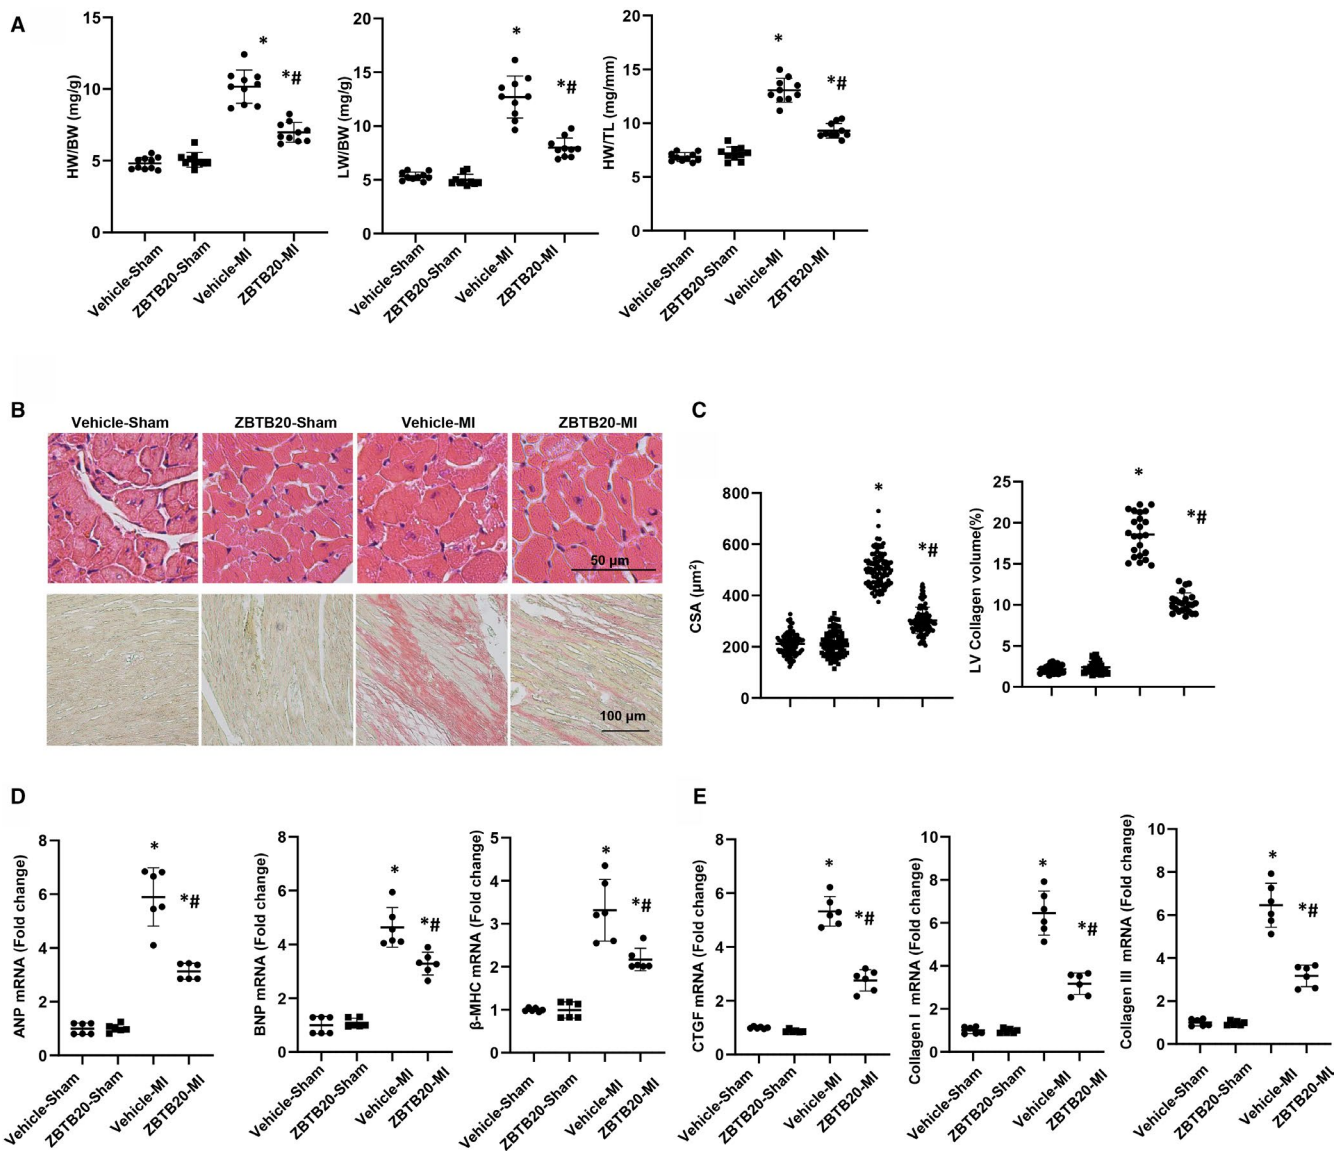 A
HW/BW (mg/g)
15
10
5
0
*
*#
Vehicle-Sham
ZBTB20-Sham
Vehicle-MI
ZBTB20-MI
LW/BW (mg/g)
20
15
10
5
0
*
*#
Vehicle-Sham
ZBTB20-Sham
Vehicle-MI
ZBTB20-MI
HW/TL (mg/mm)
20
15
10
5
0
*
*#
Vehicle-Sham
ZBTB20-Sham
Vehicle-MI
ZBTB20-MI
B
Vehicle-Sham
ZBTB20-Sham
Vehicle-MI
ZBTB20-MI
50 µm
100 µm
C
CSA (µm²)
800
600
400
200
0
*
*#
LV Collagen volume(%)
25
20
15
10
5
0
*
*#
D
ANP mRNA (Fold change)
8
6
4
2
0
*
*#
Vehicle-Sham
ZBTB20-Sham
Vehicle-MI
ZBTB20-MI
BNP mRNA (Fold change)
8
6
4
2
0
*
*#
Vehicle-Sham
ZBTB20-Sham
Vehicle-MI
ZBTB20-MI
β-MHC mRNA (Fold change)
5
4
3
2
1
0
*
*#
Vehicle-Sham
ZBTB20-Sham
Vehicle-MI
ZBTB20-MI
E
CTGF mRNA (Fold change)
8
6
4
2
0
*
*#
Vehicle-Sham
ZBTB20-Sham
Vehicle-MI
ZBTB20-MI
Collagen I mRNA (Fold change)
10
8
6
4
2
0
*
*#
Vehicle-Sham
ZBTB20-Sham
Vehicle-MI
ZBTB20-MI
Collagen III mRNA (Fold change)
10
8
6
4
2
0
*
*#
Vehicle-Sham
ZBTB20-Sham
Vehicle-MI
ZBTB20-MI